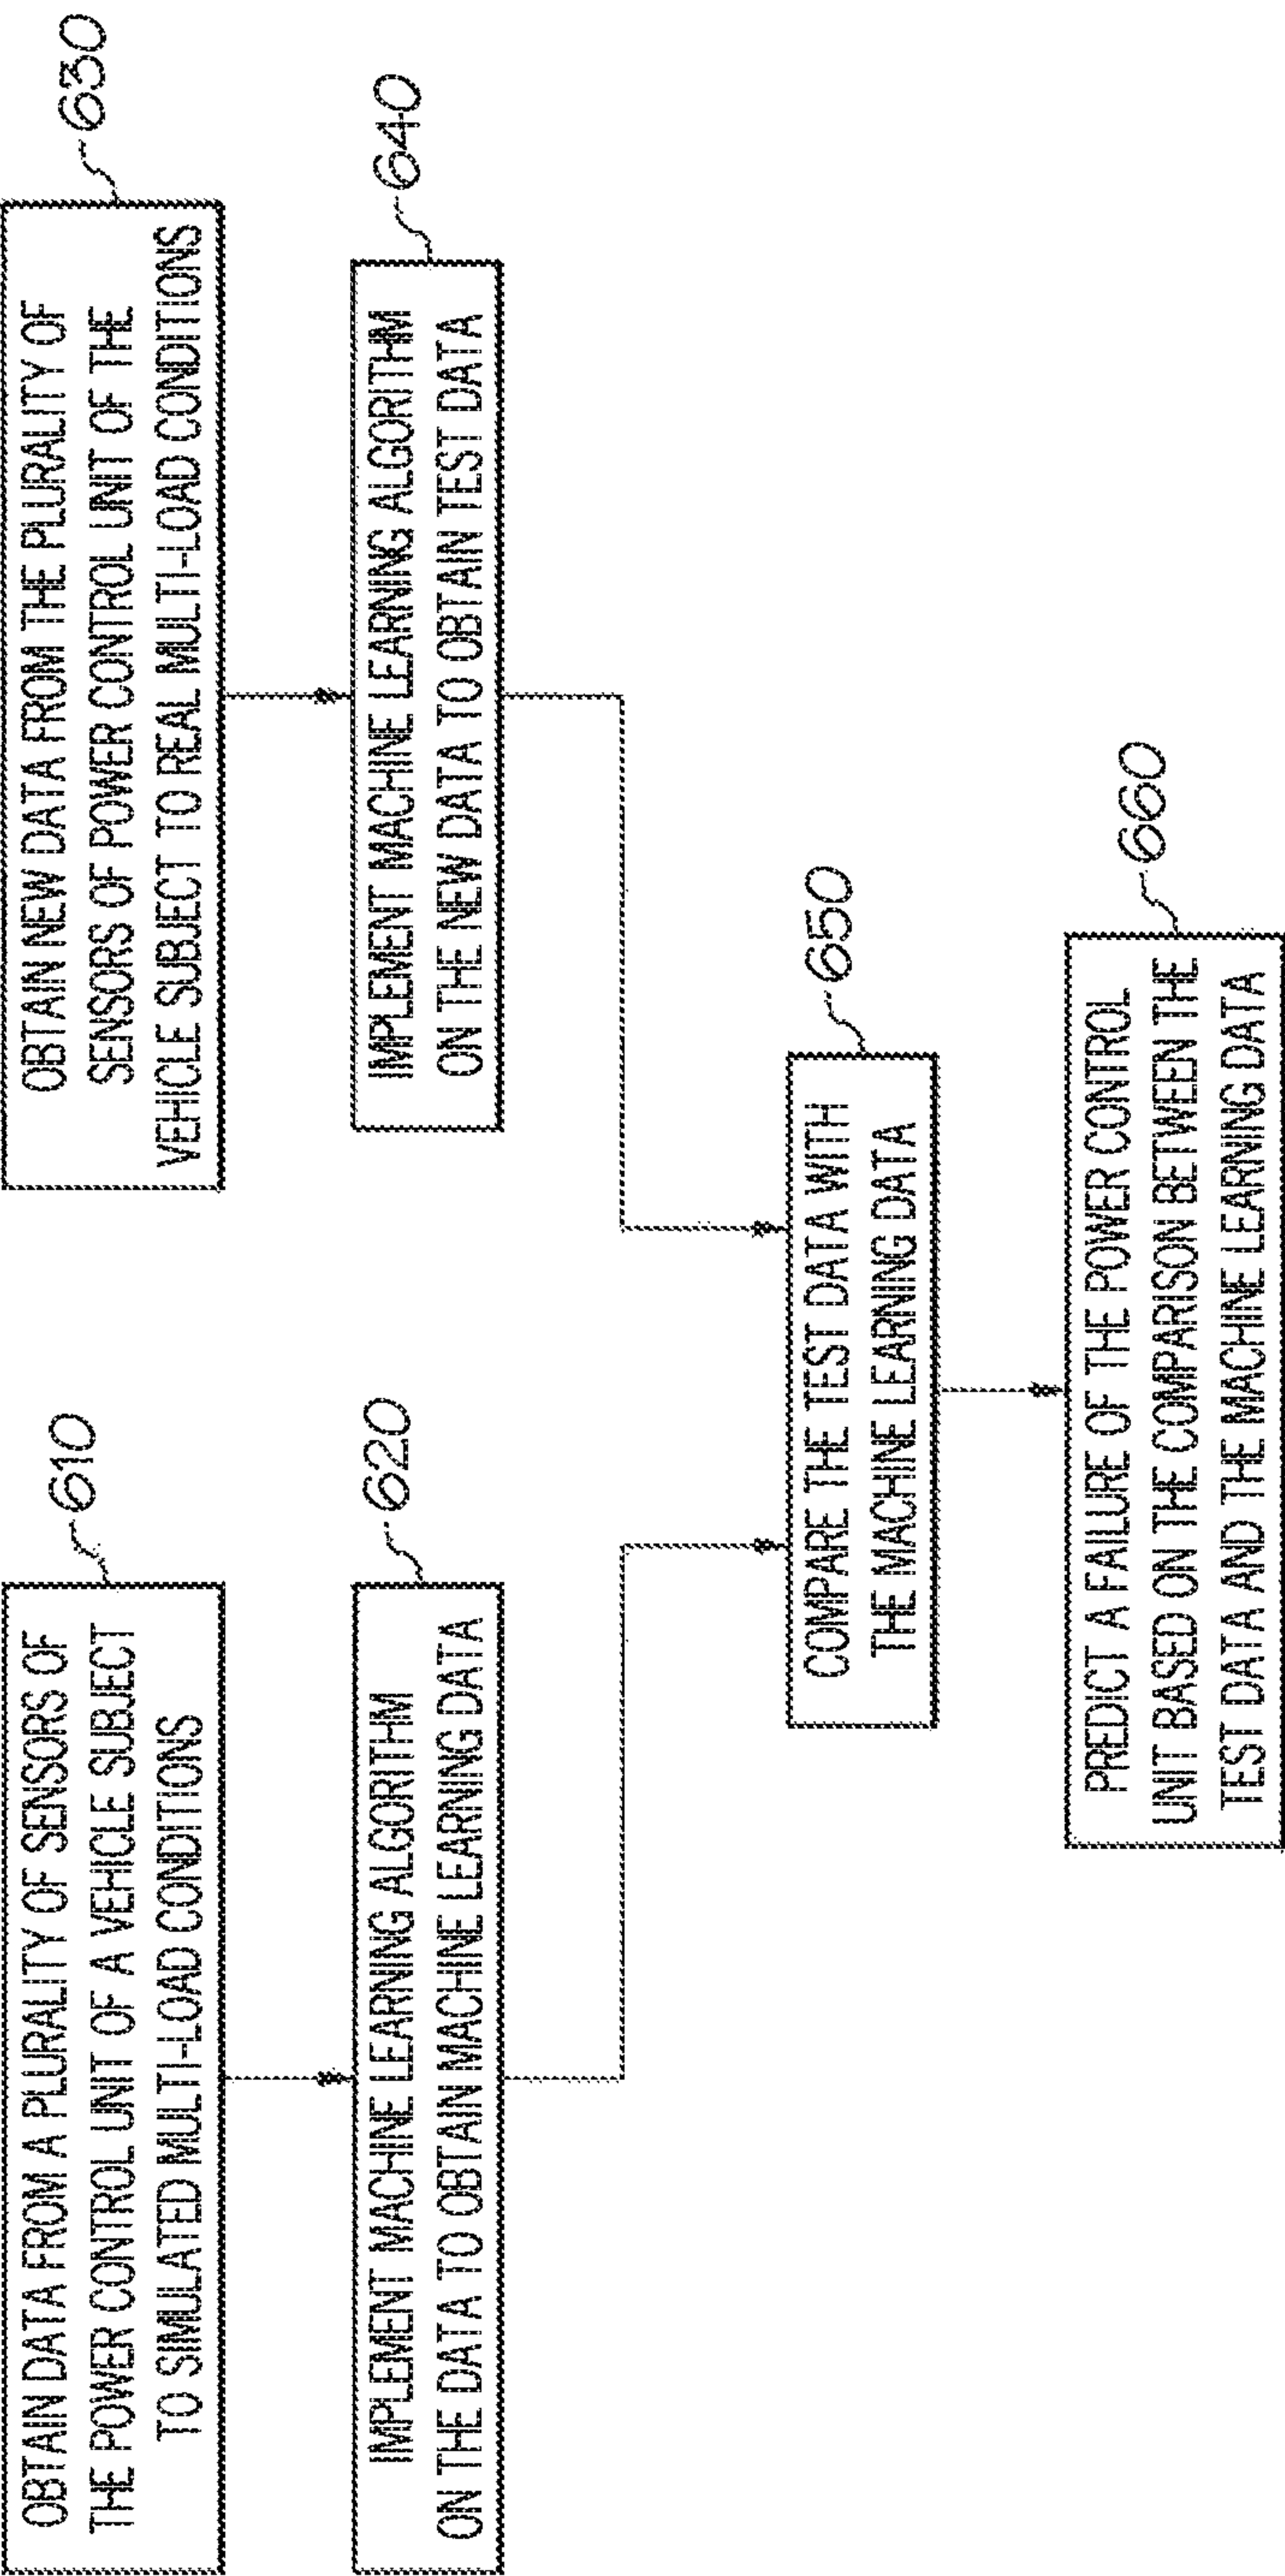 OBTAIN DATA FROM A PLURALITY OF SENSORS OF
THE POWER CONTROL UNIT OF A VEHICLE SUBJECT
TO SIMULATED MULTI-LOAD CONDITIONS
610
IMPLEMENT MACHINE LEARNING ALGORITHM
ON THE DATA TO OBTAIN MACHINE LEARNING DATA
620
OBTAIN NEW DATA FROM THE PLURALITY OF
SENSORS OF POWER CONTROL UNIT OF THE
VEHICLE SUBJECT TO REAL MULTI-LOAD CONDITIONS
630
IMPLEMENT MACHINE LEARNING ALGORITHM
ON THE NEW DATA TO OBTAIN TEST DATA
640
COMPARE THE TEST DATA WITH
THE MACHINE LEARNING DATA
650
PREDICT A FAILURE OF THE POWER CONTROL
UNIT BASED ON THE COMPARISON BETWEEN THE
TEST DATA AND THE MACHINE LEARNING DATA
660